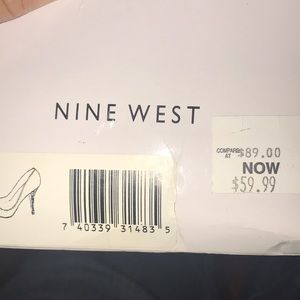 NINE WEST
COMPARE AT $89.00
NOW
$59.99
7 40339 31483 5